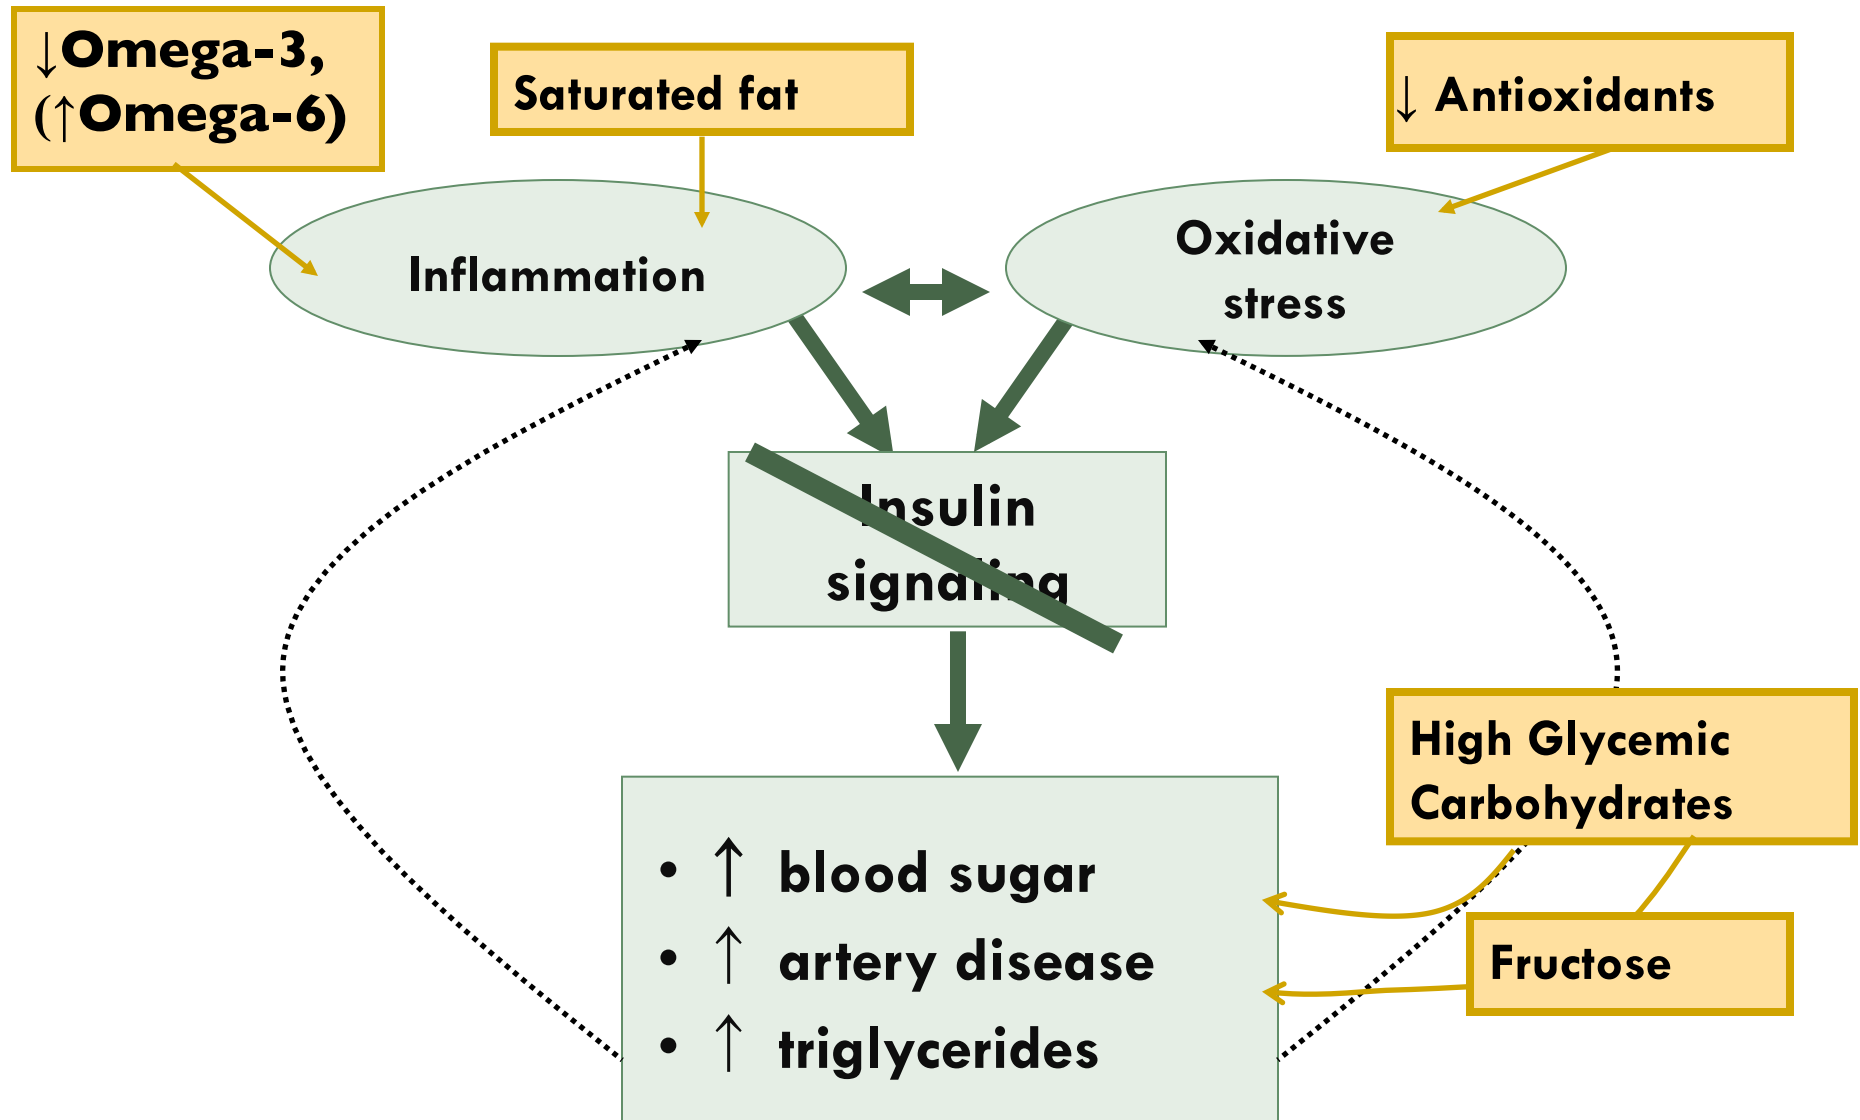 ↓Omega-3,
(↑Omega-6)
Saturated fat
↓ Antioxidants
Inflammation
Oxidative
stress
Insulin
signaling
High Glycemic
Carbohydrates
• ↑ blood sugar
• ↑ artery disease
• ↑ triglycerides
Fructose